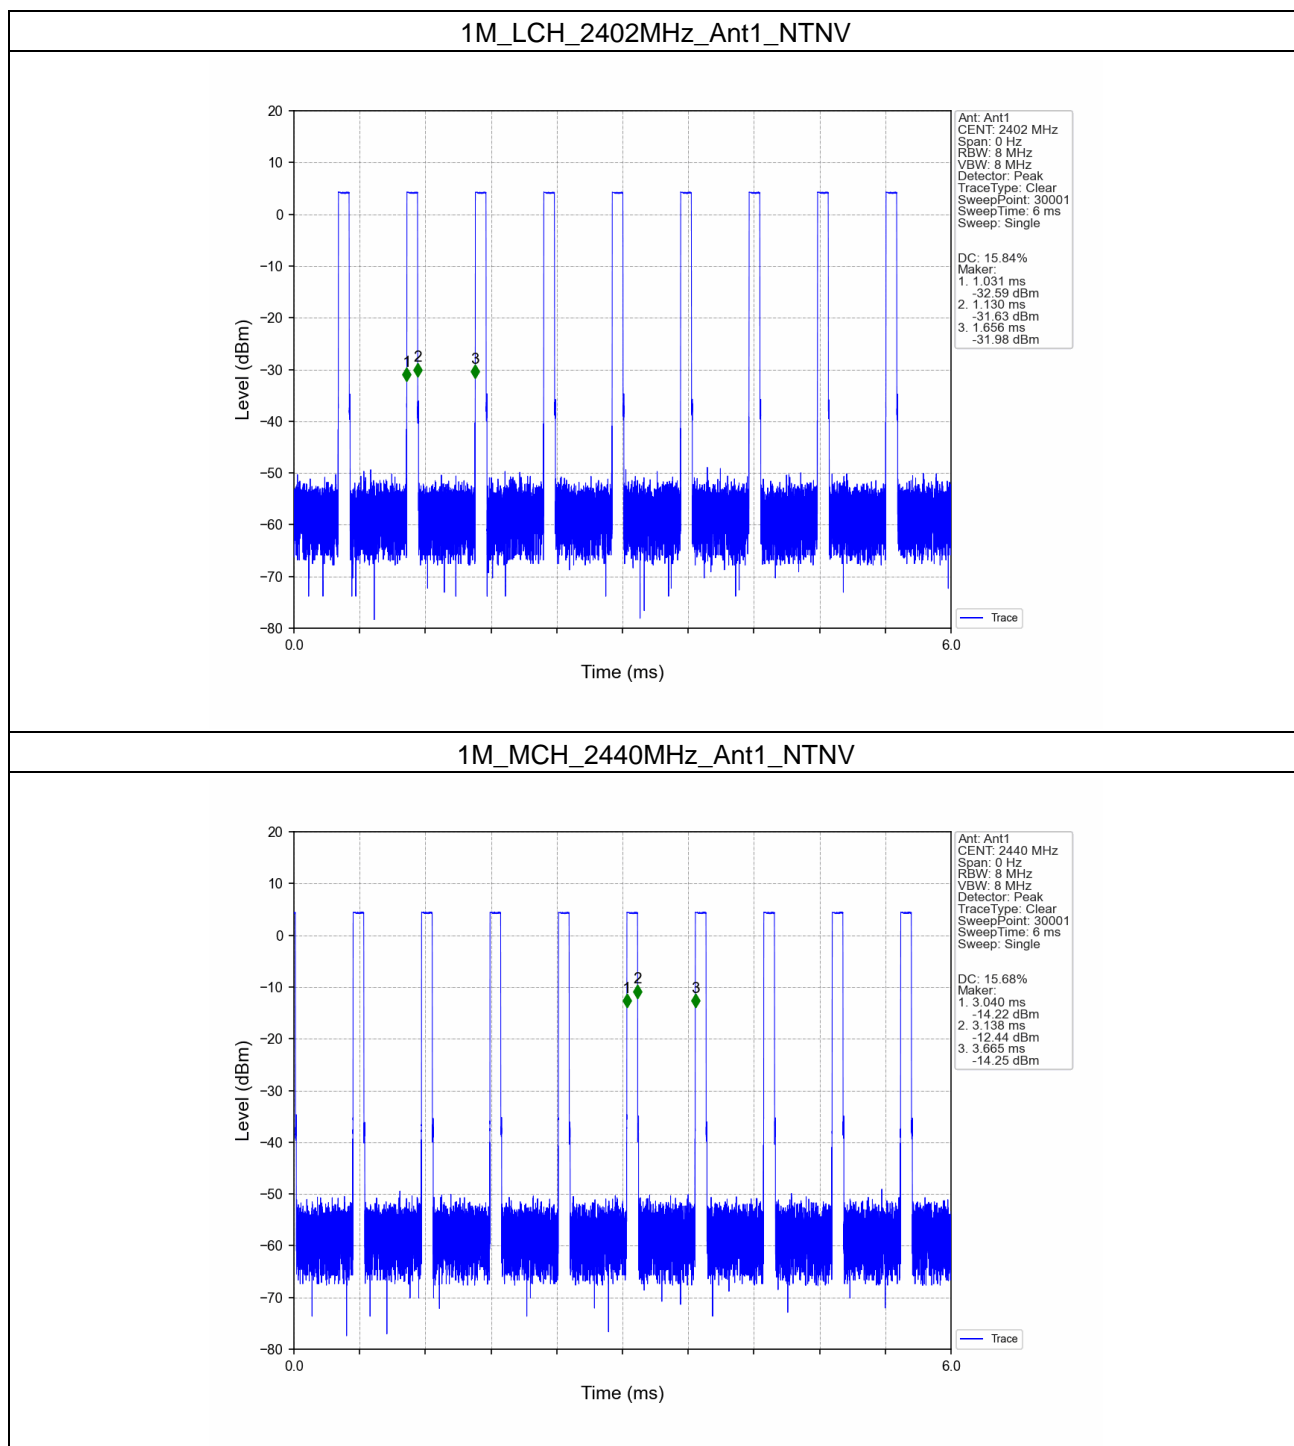 1M_LCH_2402MHz_Ant1_NTNV
20
10
0
−10
−20
−30
−40
−50
−60
−70
−80
Level (dBm)
1
2
3
0.0
6.0
Time (ms)
Ant: Ant1
CENT: 2402 MHz
Span: 0 Hz
RBW: 8 MHz
VBW: 8 MHz
Detector: Peak
TraceType: Clear
SweepPoint: 30001
SweepTime: 6 ms
Sweep: Single
DC: 15.84%
Maker:
1. 1.031 ms
-32.59 dBm
2. 1.130 ms
-31.63 dBm
3. 1.656 ms
-31.98 dBm
Trace
1M_MCH_2440MHz_Ant1_NTNV
20
10
0
−10
−20
−30
−40
−50
−60
−70
−80
Level (dBm)
1
2
3
0.0
6.0
Time (ms)
Ant: Ant1
CENT: 2440 MHz
Span: 0 Hz
RBW: 8 MHz
VBW: 8 MHz
Detector: Peak
TraceType: Clear
SweepPoint: 30001
SweepTime: 6 ms
Sweep: Single
DC: 15.68%
Maker:
1. 3.040 ms
-14.22 dBm
2. 3.138 ms
-12.44 dBm
3. 3.665 ms
-14.25 dBm
Trace